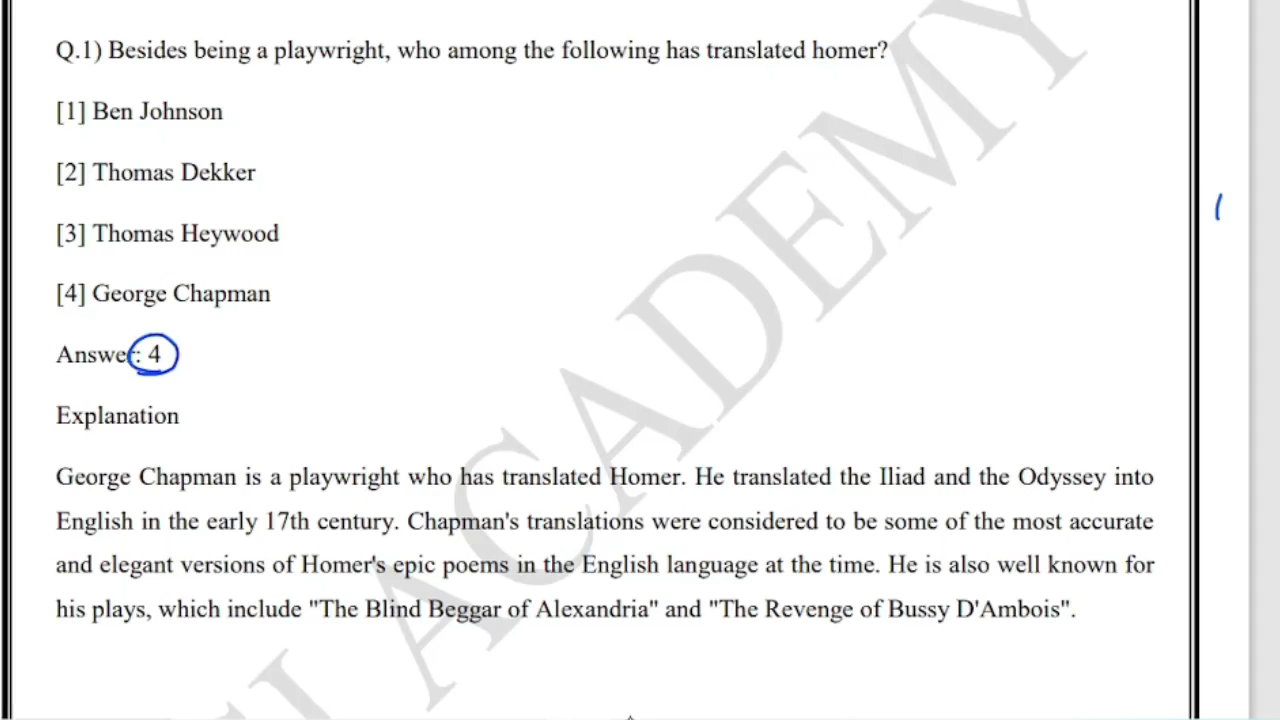 Q.1) Besides being a playwright, who among the following has translated homer?
[1] Ben Johnson
[2] Thomas Dekker
[3] Thomas Heywood
[4] George Chapman
Answer: 4
Explanation
George Chapman is a playwright who has translated Homer. He translated the Iliad and the Odyssey into
English in the early 17th century. Chapman's translations were considered to be some of the most accurate
and elegant versions of Homer's epic poems in the English language at the time. He is also well known for
his plays, which include "The Blind Beggar of Alexandria" and "The Revenge of Bussy D'Ambois".
ACADEMY